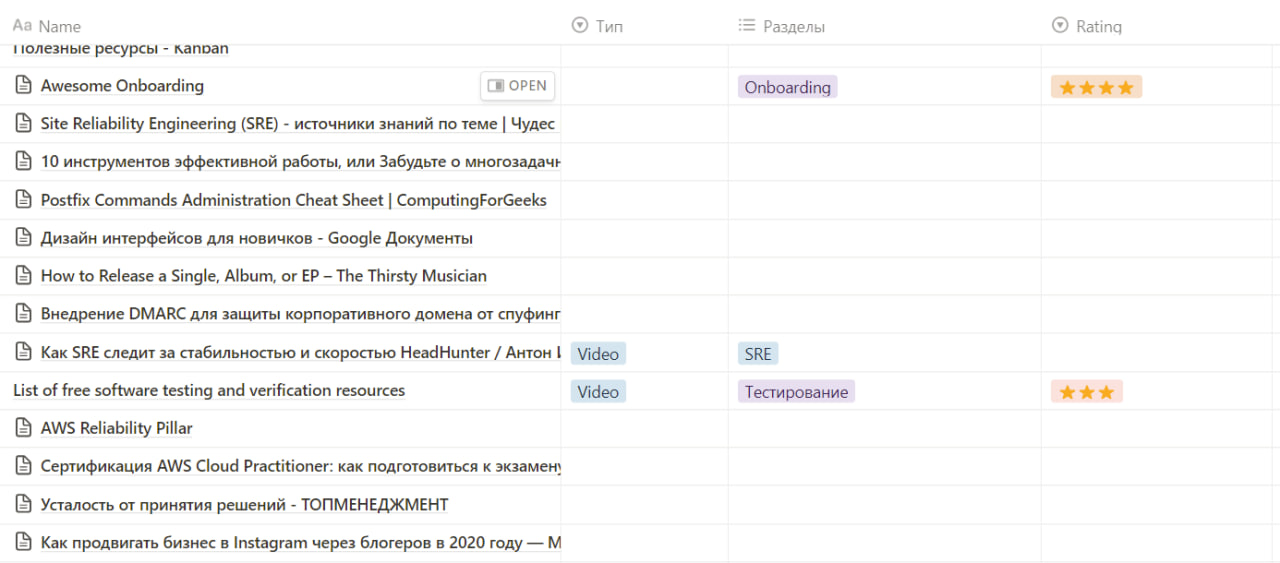 Aa Name Тип Разделы Rating
Полезные ресурсы - Kanban
Awesome Onboarding OPEN Onboarding
Site Reliability Engineering (SRE) - источники знаний по теме | Чудес
10 инструментов эффективной работы, или Забудьте о многозадачн
Postfix Commands Administration Cheat Sheet | ComputingForGeeks
Дизайн интерфейсов для новичков - Google Документы
How to Release a Single, Album, or EP – The Thirsty Musician
Внедрение DMARC для защиты корпоративного домена от спуфинг
Как SRE следит за стабильностью и скоростью HeadHunter / Антон И Video SRE
List of free software testing and verification resources Video Тестирование
AWS Reliability Pillar
Сертификация AWS Cloud Practitioner: как подготовиться к экзамену
Усталость от принятия решений - ТОПМЕНЕДЖМЕНТ
Как продвигать бизнес в Instagram через блогеров в 2020 году — М